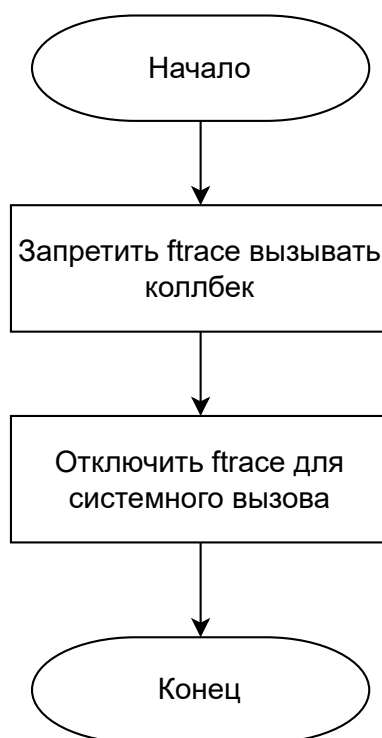 Начало
Запретить ftrace вызывать
коллбек
Отключить ftrace для
системного вызова
Конец